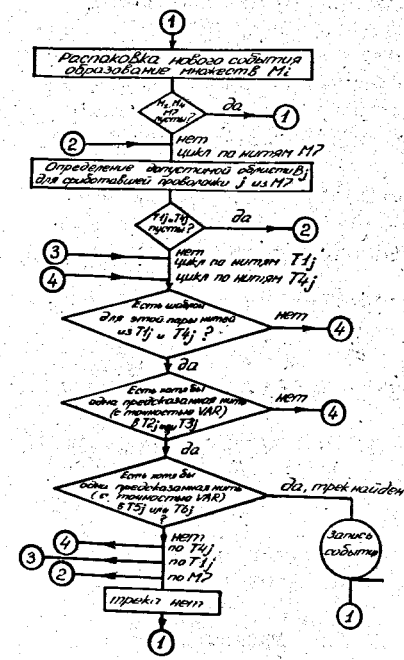 1
Распаковка нового события
образование множеств Mi
M1, M4
M7
пусты?
да
1
2
нет
цикл по нитям M7
Определение допустимой области Bj
для сработавшей проволочки j из M7
T1j и T4j
пусты?
да
2
3
нет
цикл по нитям T1j
4
цикл по нитям T4j
Есть шаблон
для этой пары нитей
из T1j и T4j ?
нет
4
да
Есть хотя бы
одна предсказанная нить
(с точностью VAR)
в T2j или T3j
нет
4
да
Есть хотя бы
одна предсказанная нить
(с точностью VAR)
в T5j или T6j
?
да, трек найден
Запись
события
1
нет
4
по T4j
3
по T1j
2
по M7
трека нет
1